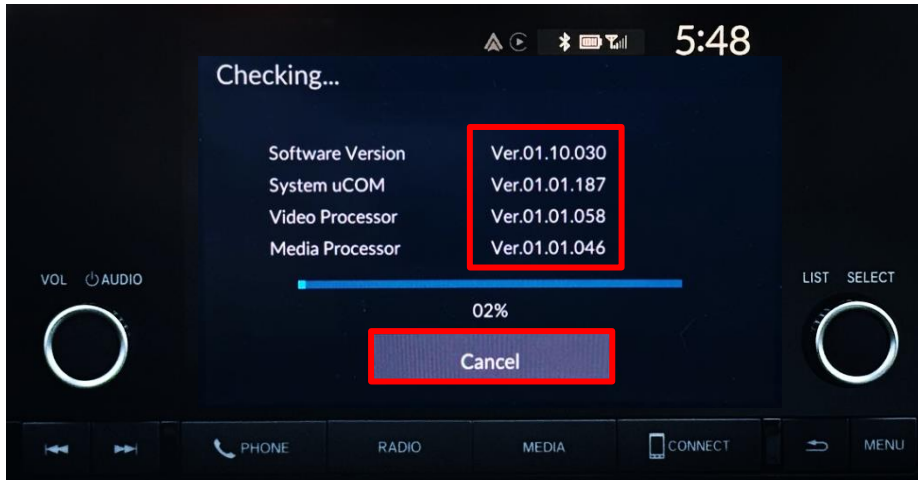 5:48
Checking...
Software Version Ver.01.10.030
System uCOM Ver.01.01.187
Video Processor Ver.01.01.058
Media Processor Ver.01.01.046
VOL AUDIO
LIST SELECT
02%
Cancel
PHONE RADIO MEDIA CONNECT MENU